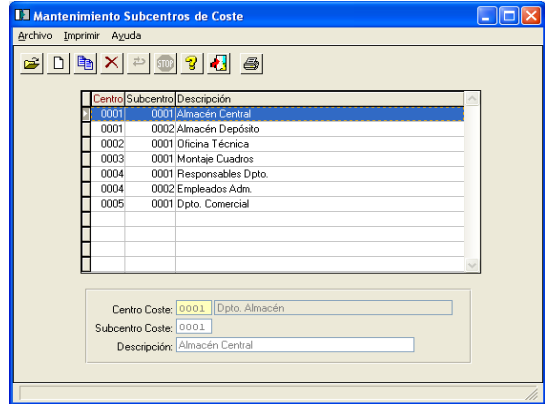 Mantenimiento Subcentros de Coste
Archivo Imprimir Ayuda
STOP
Centro Subcentro Descripción
0001 0001 Almacén Central
0001 0002 Almacén Depósito
0002 0001 Oficina Técnica
0003 0001 Montaje Cuadros
0004 0001 Responsables Dpto.
0004 0002 Empleados Adm.
0005 0001 Dpto. Comercial
Centro Coste: 0001 Dpto. Almacén
Subcentro Coste: 0001
Descripción: Almacén Central